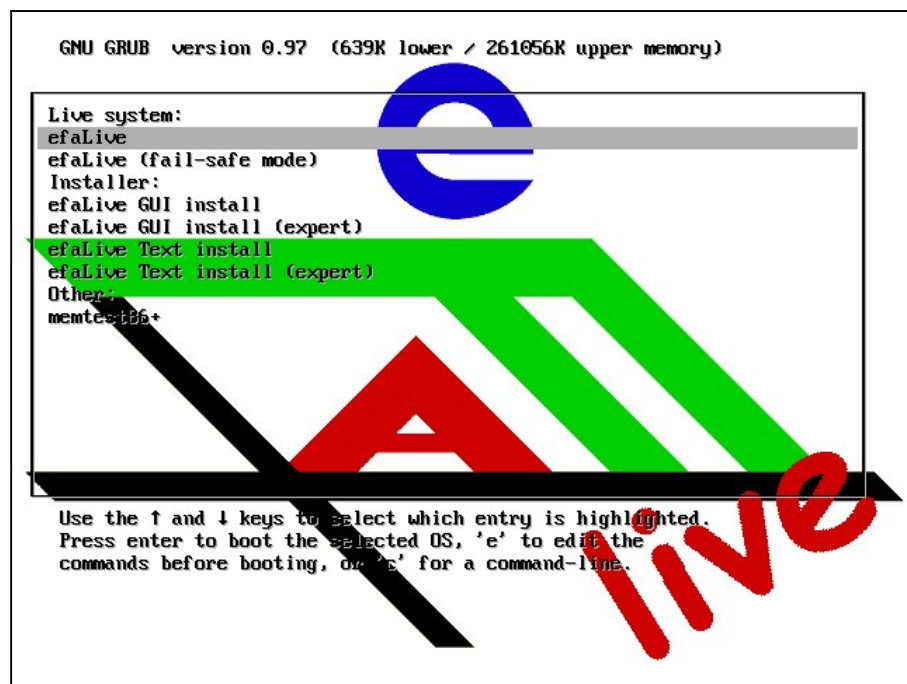 GNU GRUB  version 0.97  (639K lower / 261056K upper memory)
Live system:
efaLive
efaLive (fail-safe mode)
Installer:
efaLive GUI install
efaLive GUI install (expert)
efaLive Text install
efaLive Text install (expert)
Other:
memtest86+
Use the ↑ and ↓ keys to select which entry is highlighted.
Press enter to boot the selected OS, 'e' to edit the
commands before booting, or 'c' for a command-line.
e
live